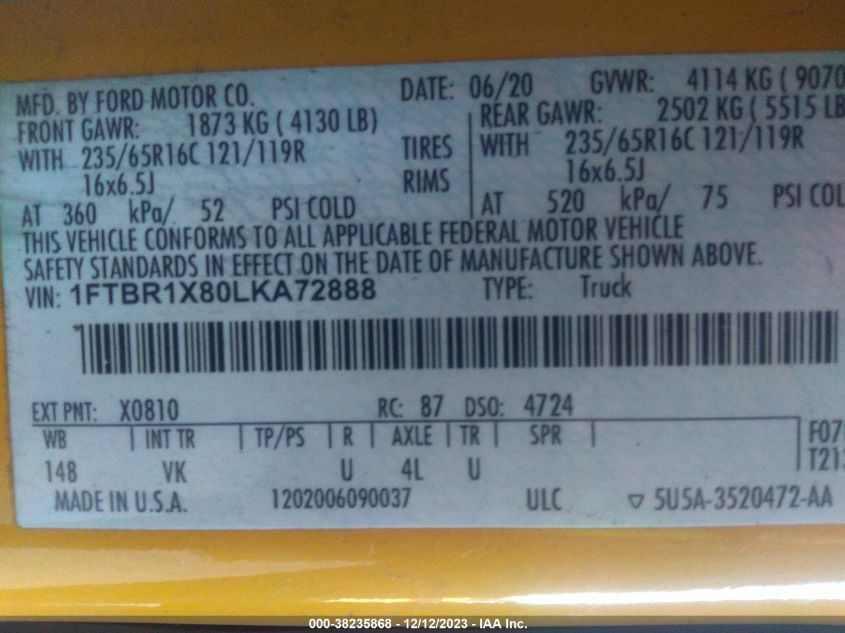 MFD. BY FORD MOTOR CO. DATE: 06/20 GVWR: 4114 KG ( 9070
FRONT GAWR: 1873 KG ( 4130 LB) REAR GAWR: 2502 KG ( 5515 LB
WITH 235/65R16C 121/119R TIRES WITH 235/65R16C 121/119R
16x6.5J RIMS 16x6.5J
AT 360 kPa/ 52 PSI COLD AT 520 kPa/ 75 PSI COL
THIS VEHICLE CONFORMS TO ALL APPLICABLE FEDERAL MOTOR VEHICLE
SAFETY STANDARDS IN EFFECT ON THE DATE OF MANUFACTURE SHOWN ABOVE.
VIN: 1FTBR1X80LKA72888 TYPE: Truck
EXT PNT: X0810 RC: 87 DSO: 4724
WB | INT TR | TP/PS | R | AXLE | TR | SPR | F07
148 VK U 4L U T213
MADE IN U.S.A. 1202006090037 ULC ▽ 5U5A-3520472-AA
000-38235868 - 12/12/2023 - IAA Inc.